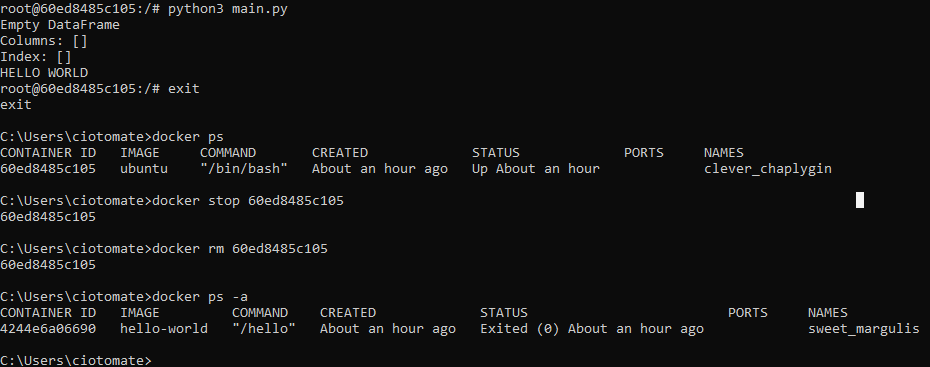 root@60ed8485c105:/# python3 main.py
Empty DataFrame
Columns: []
Index: []
HELLO WORLD
root@60ed8485c105:/# exit
exit
C:\Users\ciotomate>docker ps
CONTAINER ID   IMAGE     COMMAND       CREATED             STATUS             PORTS     NAMES
60ed8485c105   ubuntu    "/bin/bash"   About an hour ago   Up About an hour             clever_chaplygin
C:\Users\ciotomate>docker stop 60ed8485c105
60ed8485c105
C:\Users\ciotomate>docker rm 60ed8485c105
60ed8485c105
C:\Users\ciotomate>docker ps -a
CONTAINER ID   IMAGE         COMMAND    CREATED             STATUS                         PORTS     NAMES
4244e6a06690   hello-world   "/hello"   About an hour ago   Exited (0) About an hour ago             sweet_margulis
C:\Users\ciotomate>